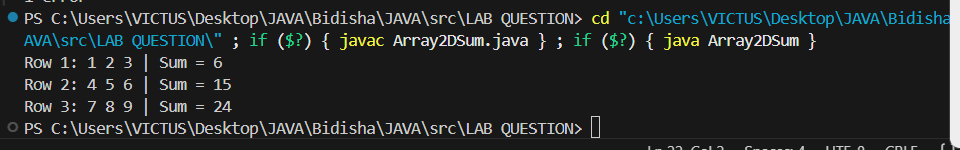 PS C:\Users\VICTUS\Desktop\JAVA\Bidisha\JAVA\src\LAB QUESTION> cd "c:\Users\VICTUS\Desktop\JAVA\Bidisha
AVA\src\LAB QUESTION\" ; if ($?) { javac Array2DSum.java } ; if ($?) { java Array2DSum }
Row 1: 1 2 3 | Sum = 6
Row 2: 4 5 6 | Sum = 15
Row 3: 7 8 9 | Sum = 24
PS C:\Users\VICTUS\Desktop\JAVA\Bidisha\JAVA\src\LAB QUESTION>